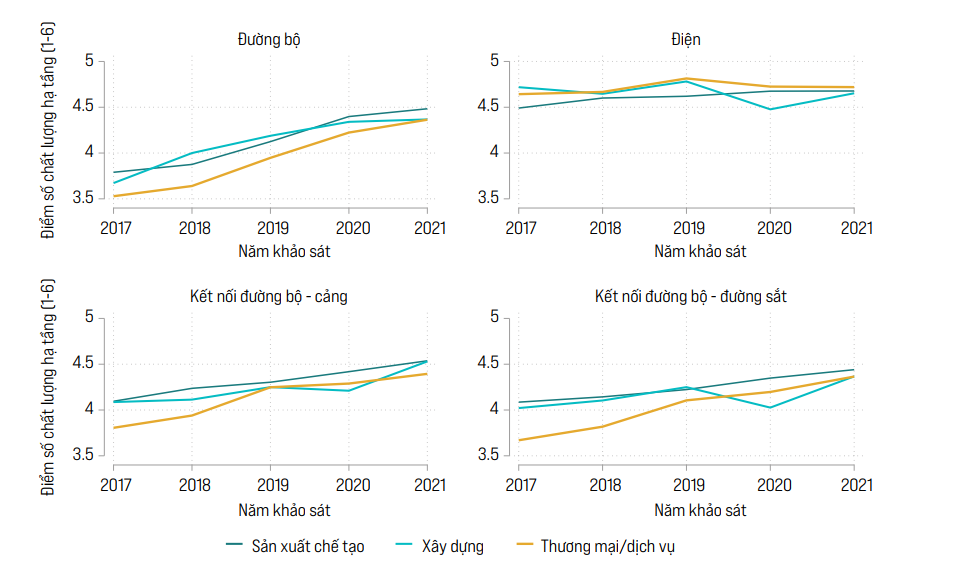 Đường bộ
Điểm số chất lượng hạ tầng (1-6)
5
4.5
4
3.5
2017 2018 2019 2020 2021
Năm khảo sát
Điện
5
4.5
4
3.5
2017 2018 2019 2020 2021
Năm khảo sát
Kết nối đường bộ - cảng
Điểm số chất lượng hạ tầng (1-6)
5
4.5
4
3.5
2017 2018 2019 2020 2021
Năm khảo sát
Kết nối đường bộ - đường sắt
5
4.5
4
3.5
2017 2018 2019 2020 2021
Năm khảo sát
Sản xuất chế tạo Xây dựng Thương mại/dịch vụ